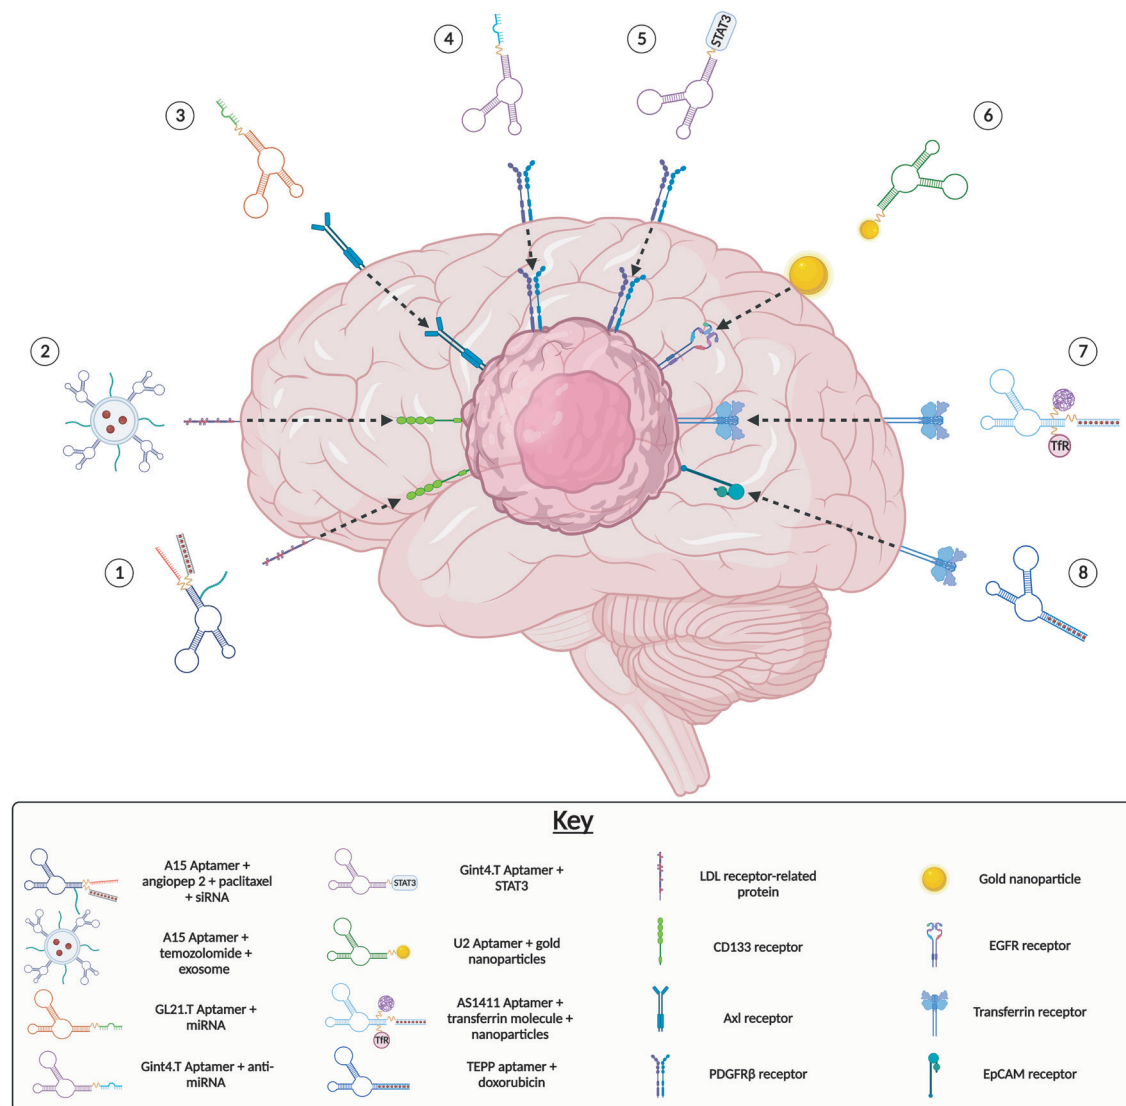 4
5
STAT3
3
6
2
7
TfR
1
8
Key
A15 Aptamer +
angiopep 2 + paclitaxel
+ siRNA
STAT3
Gint4.T Aptamer +
STAT3
LDL receptor-related
protein
Gold nanoparticle
A15 Aptamer +
temozolomide +
exosome
U2 Aptamer + gold
nanoparticles
CD133 receptor
EGFR receptor
GL21.T Aptamer +
miRNA
TfR
AS1411 Aptamer +
transferrin molecule +
nanoparticles
Axl receptor
Transferrin receptor
Gint4.T Aptamer + anti-
miRNA
TEPP aptamer +
doxorubicin
PDGFRβ receptor
EpCAM receptor